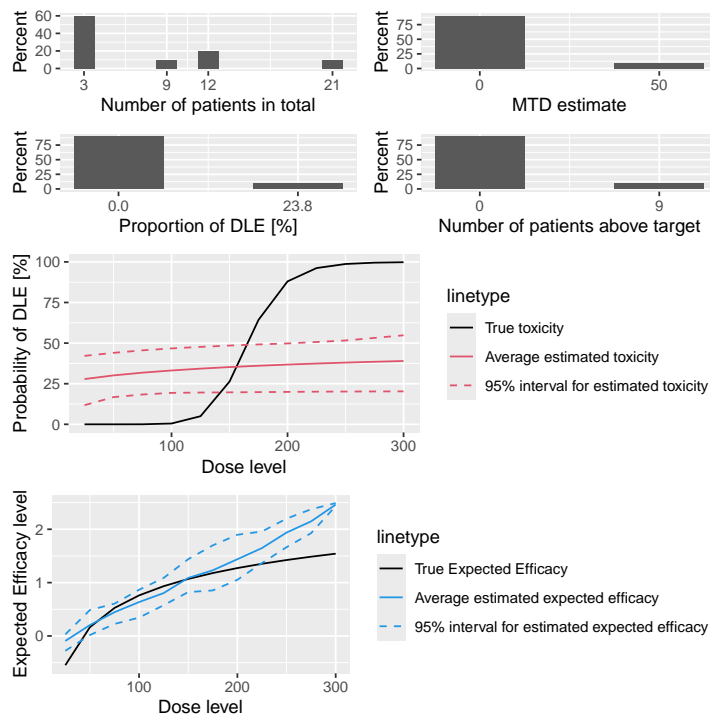 Percent
60
40
20
0
3 9 12 21
Number of patients in total
Percent
75
50
25
0
0 50
MTD estimate
Percent
75
50
25
0
0.0 23.8
Proportion of DLE [%]
Percent
75
50
25
0
0 9
Number of patients above target
Probability of DLE [%]
100
75
50
25
0
100 200 300
Dose level
linetype
True toxicity
Average estimated toxicity
95% interval for estimated toxicity
Expected Efficacy level
2
1
0
100 200 300
Dose level
linetype
True Expected Efficacy
Average estimated expected efficacy
95% interval for estimated expected efficacy